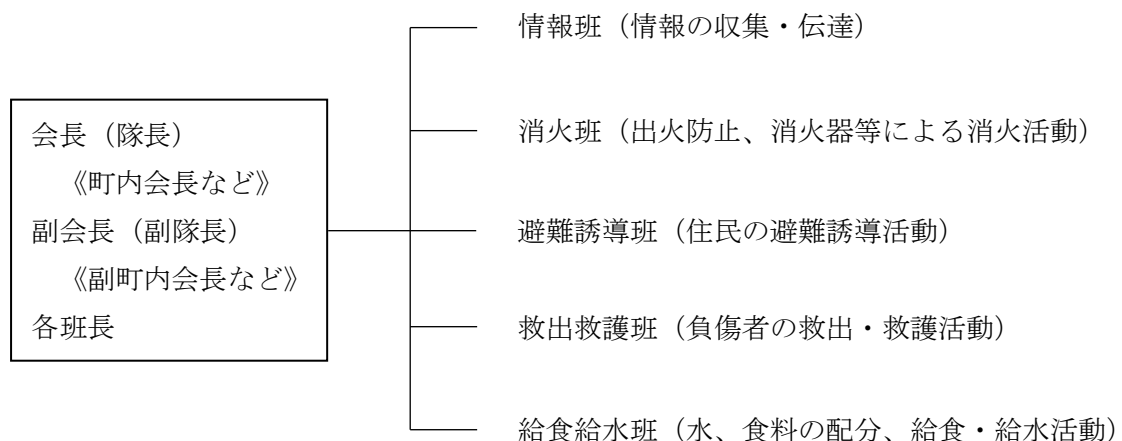 会長（隊長）
《町内会長など》
副会長（副隊長）
《副町内会長など》
各班長
情報班（情報の収集・伝達）
消火班（出火防止、消火器等による消火活動）
避難誘導班（住民の避難誘導活動）
救出救護班（負傷者の救出・救護活動）
給食給水班（水、食料の配分、給食・給水活動）